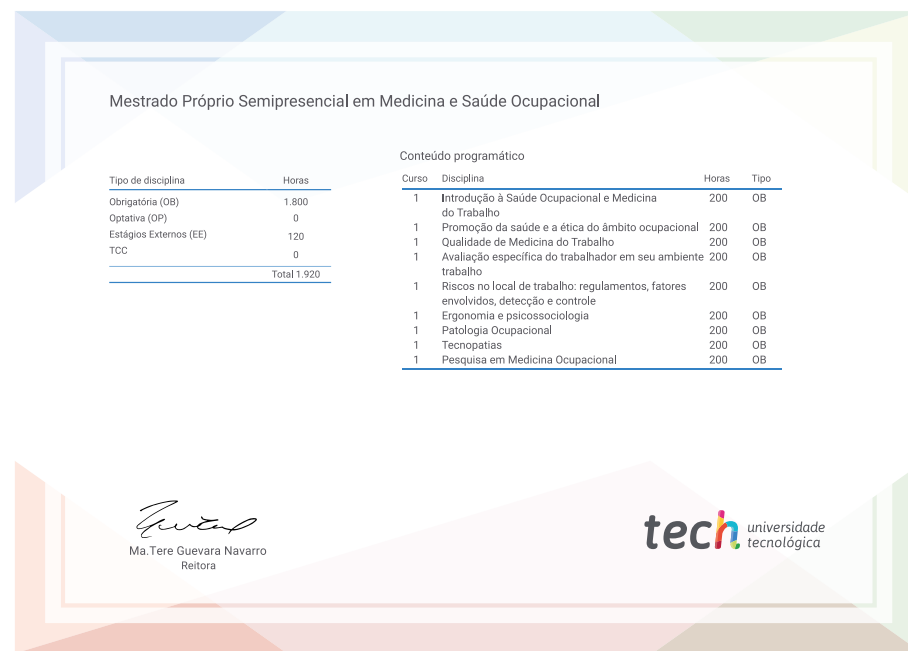 Mestrado Próprio Semipresencial em Medicina e Saúde Ocupacional
Tipo de disciplina Horas
Obrigatória (OB) 1.800
Optativa (OP) 0
Estágios Externos (EE) 120
TCC 0
Total 1.920
Conteúdo programático
Curso Disciplina Horas Tipo
1 Introdução à Saúde Ocupacional e Medicina 200 OB
do Trabalho
1 Promoção da saúde e a ética do âmbito ocupacional 200 OB
1 Qualidade de Medicina do Trabalho 200 OB
1 Avaliação específica do trabalhador em seu ambiente 200 OB
trabalho
1 Riscos no local de trabalho: regulamentos, fatores 200 OB
envolvidos, detecção e controle
1 Ergonomia e psicossociologia 200 OB
1 Patologia Ocupacional 200 OB
1 Tecnopatias 200 OB
1 Pesquisa em Medicina Ocupacional 200 OB
Ma.Tere Guevara Navarro
Reitora
tech universidade
tecnológica